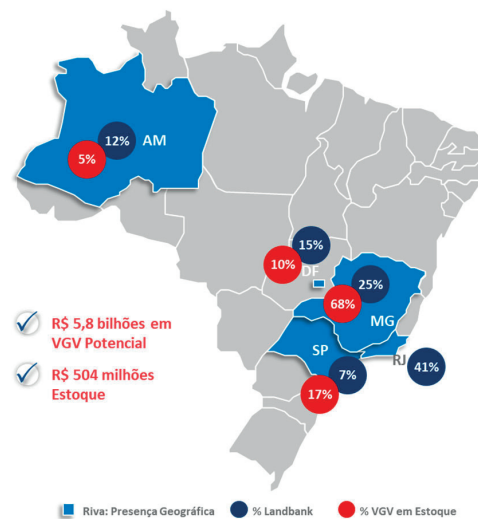 12%
AM
5%
15%
10%
DF
25%
68%
MG
SP
RJ
7%
41%
17%
R$ 5,8 bilhões em
VGV Potencial
R$ 504 milhões
Estoque
Riva: Presença Geográfica
% Landbank
% VGV em Estoque